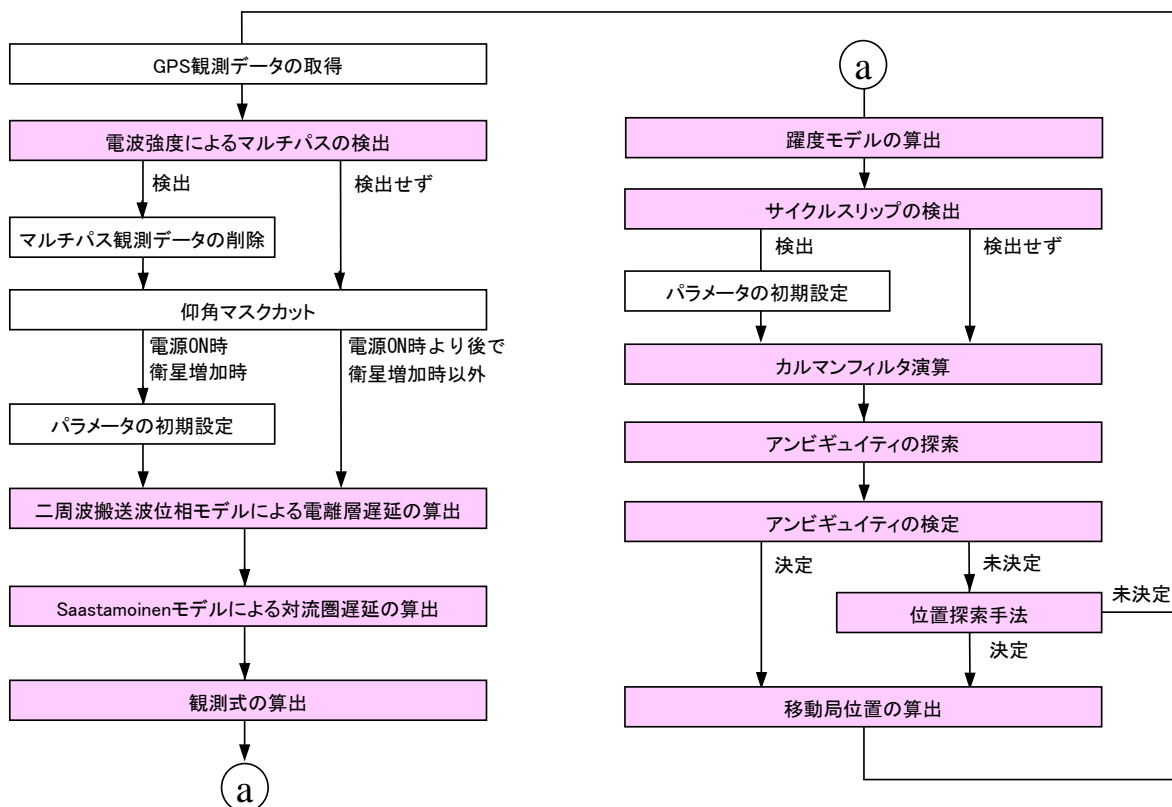 GPS観測データの取得
電波強度によるマルチパスの検出
検出
検出せず
マルチパス観測データの削除
仰角マスクカット
電源ON時
衛星増加時
電源ON時より後で
衛星増加時以外
パラメータの初期設定
二周波搬送波位相モデルによる電離層遅延の算出
Saastamoinenモデルによる対流圏遅延の算出
観測式の算出
a
a
躍度モデルの算出
サイクルスリップの検出
検出
検出せず
パラメータの初期設定
カルマンフィルタ演算
アンビギュイティの探索
アンビギュイティの検定
決定
未決定
位置探索手法
未決定
決定
移動局位置の算出